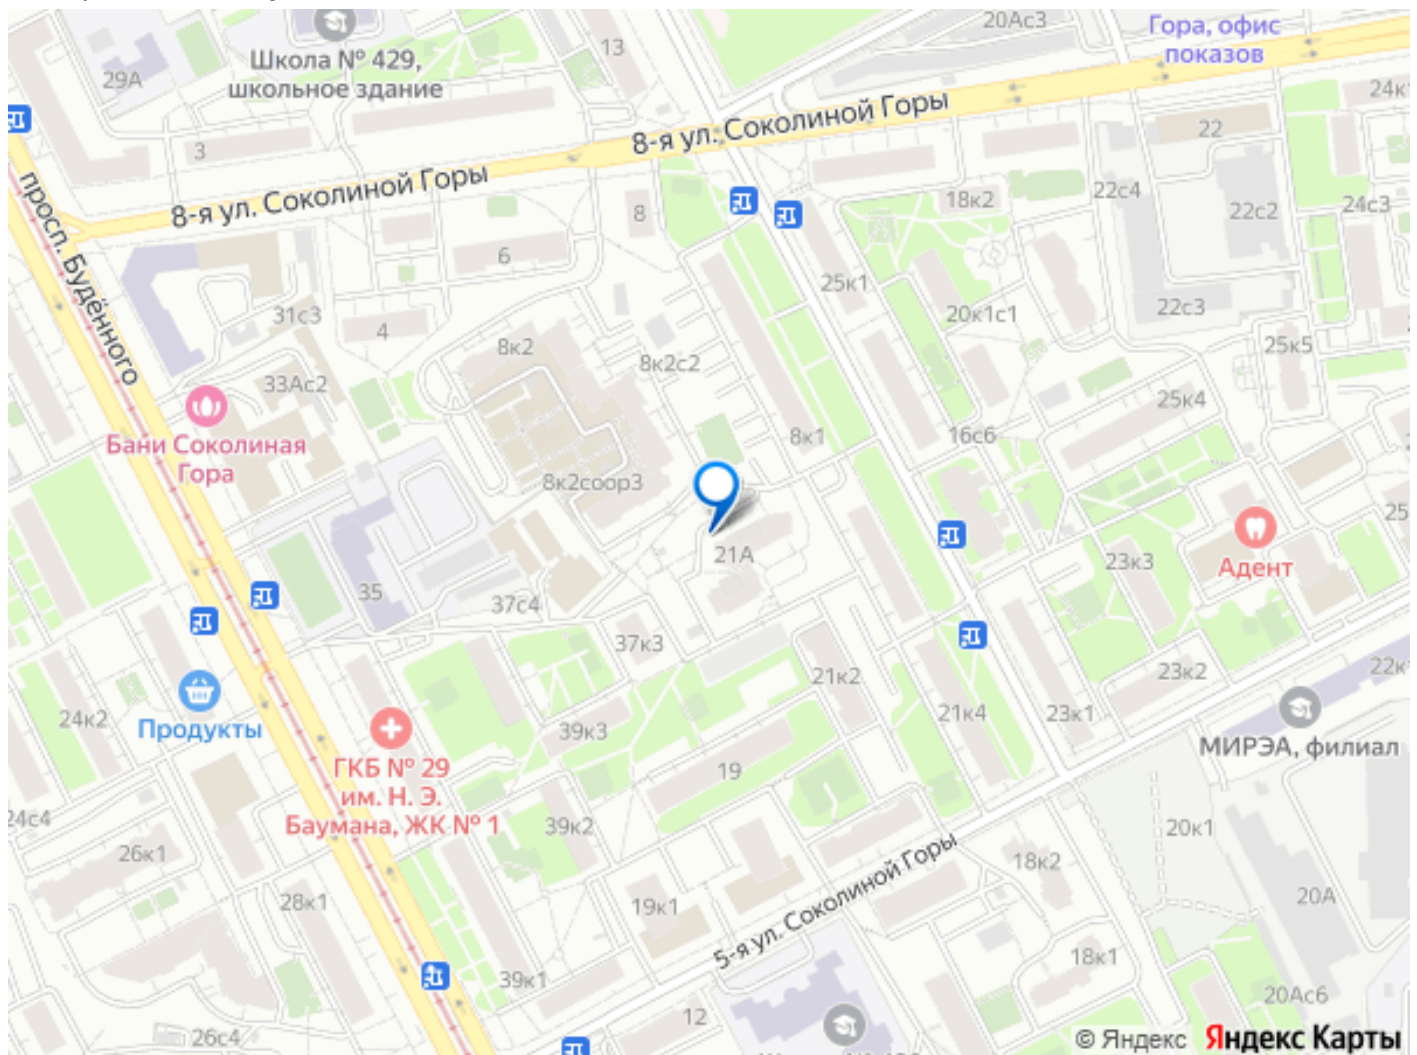 20Ас3
Гора, офис
показов
13
Школа № 429,
школьное здание
29А
24к
8-я ул. Соколиной Горы
22
3
8-я ул. Соколиной Горы
просп. Будённого
18к2
22с4
22с2
24с3
8
6
25к1
31с3
4
20к1с1
22с3
25к5
8к2
8к2с2
33Ас2
25к4
Бани Соколиная
Гора
8к1
16с6
8к2соор3
25
21А
23к3
Адент
35
37с4
37к3
21к2
23к2
22к
24к2
Продукты
39к3
21к4
23к1
МИРЭА, филиал
ГКБ № 29
им. Н. Э.
Баумана, ЖК № 1
19
24с4
39к2
20к1
26к1
5-я ул. Соколиной Горы
18к2
28к1
19к1
20А
18к1
39к1
20Ас6
12
26с4
© Яндекс Яндекс Карты